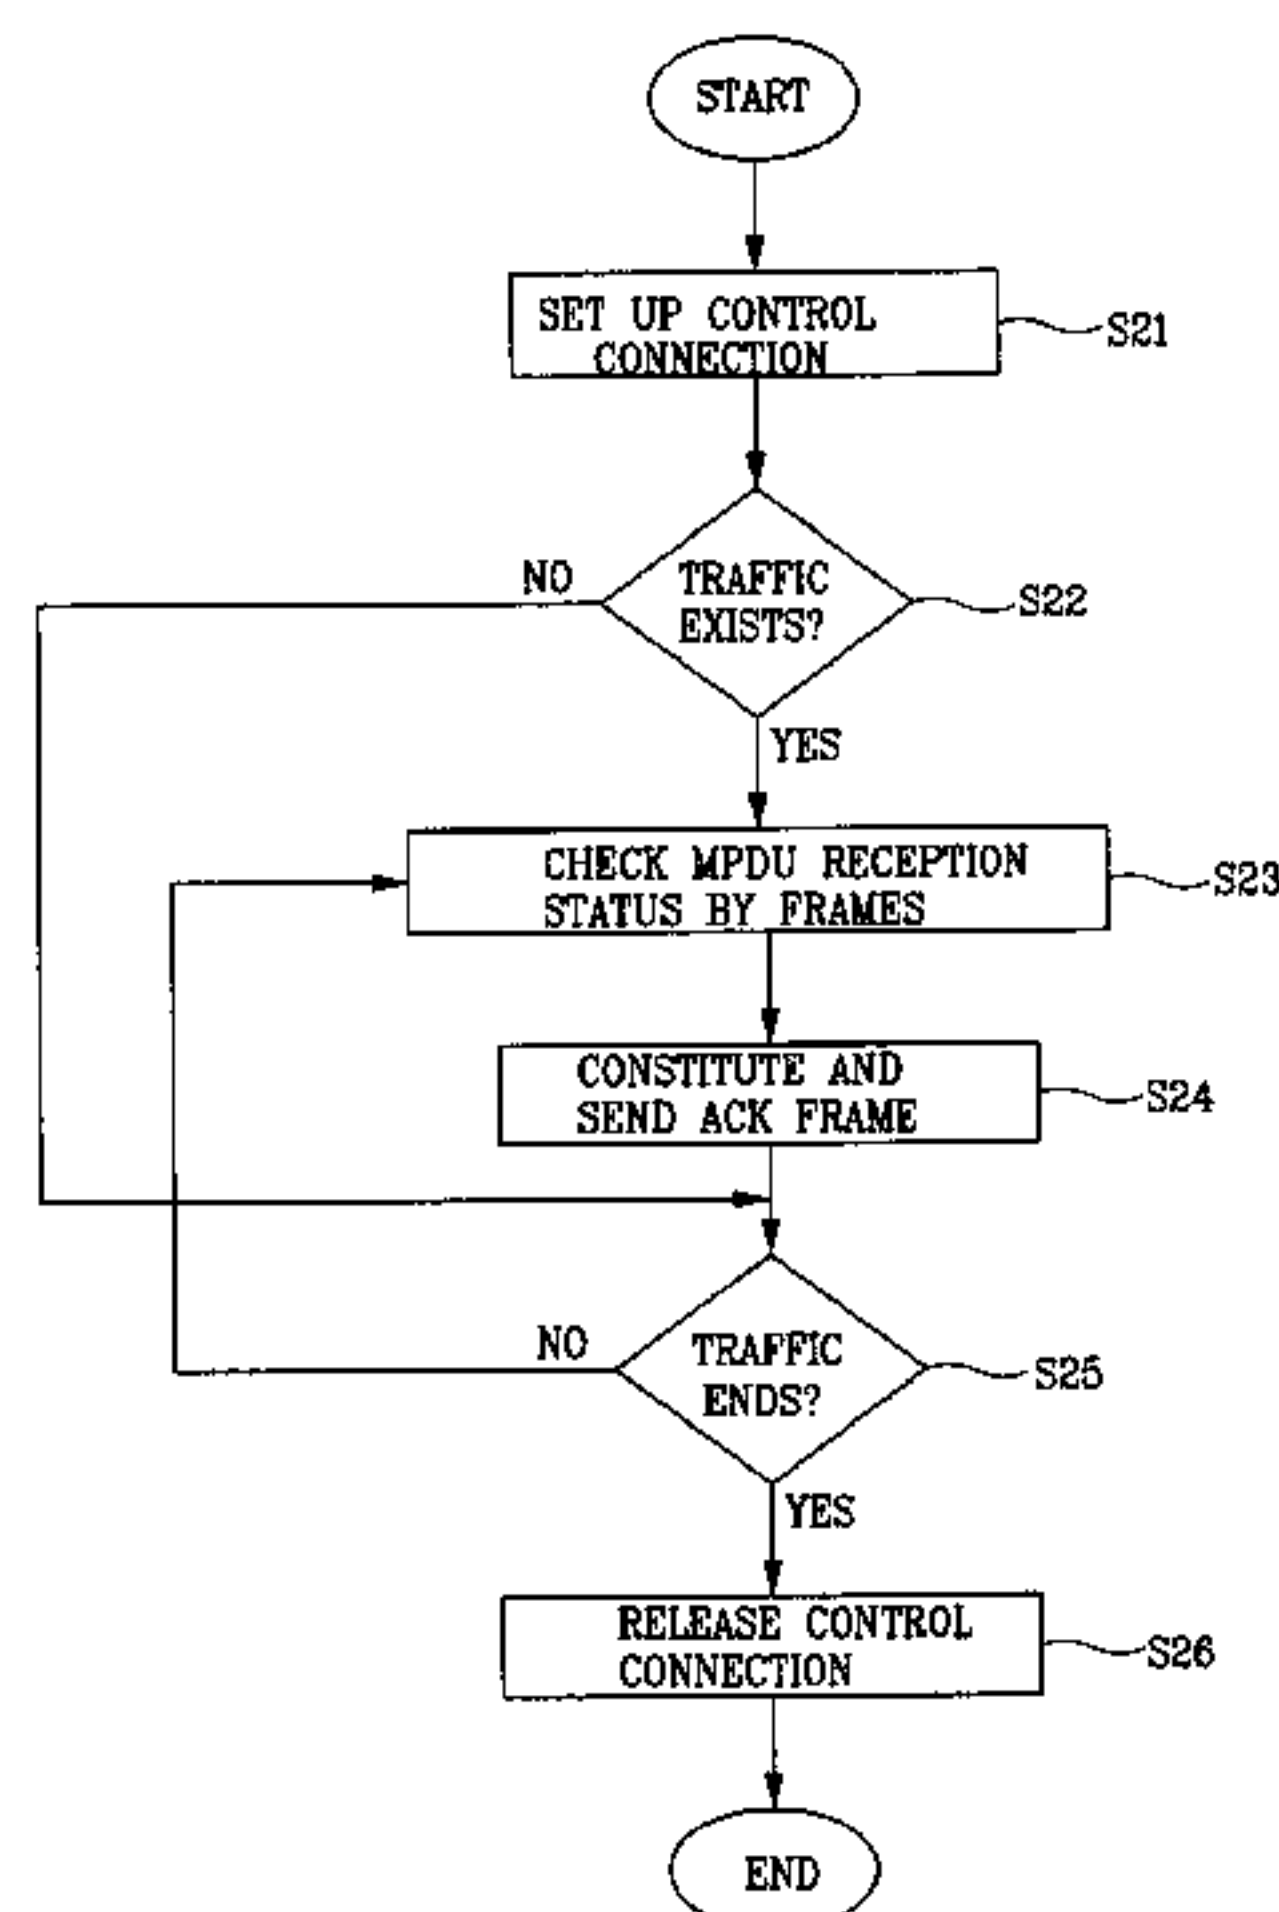 START
SET UP CONTROL
CONNECTION
S21
NO
TRAFFIC
EXISTS?
S22
YES
CHECK MPDU RECEPTION
STATUS BY FRAMES
S23
CONSTITUTE AND
SEND ACK FRAME
S24
NO
TRAFFIC
ENDS?
S25
YES
RELEASE CONTROL
CONNECTION
S26
END